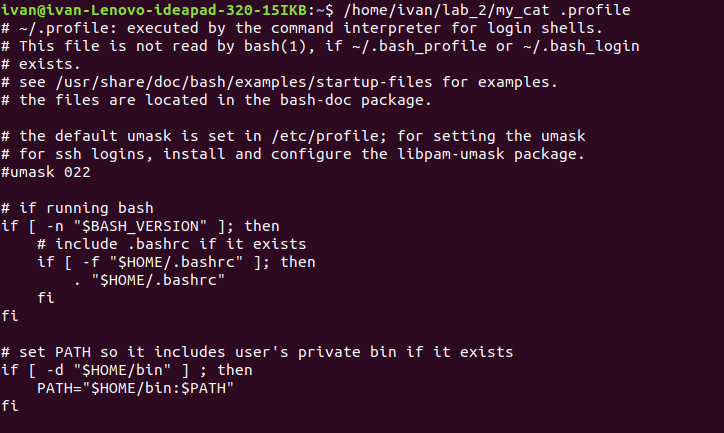 ivan@ivan-Lenovo-ideapad-320-15IKB:~$ /home/ivan/lab_2/my_cat .profile
# ~/.profile: executed by the command interpreter for login shells.
# This file is not read by bash(1), if ~/.bash_profile or ~/.bash_login
# exists.
# see /usr/share/doc/bash/examples/startup-files for examples.
# the files are located in the bash-doc package.

# the default umask is set in /etc/profile; for setting the umask
# for ssh logins, install and configure the libpam-umask package.
#umask 022

# if running bash
if [ -n "$BASH_VERSION" ]; then
    # include .bashrc if it exists
    if [ -f "$HOME/.bashrc" ]; then
        . "$HOME/.bashrc"
    fi
fi

# set PATH so it includes user's private bin if it exists
if [ -d "$HOME/bin" ] ; then
    PATH="$HOME/bin:$PATH"
fi